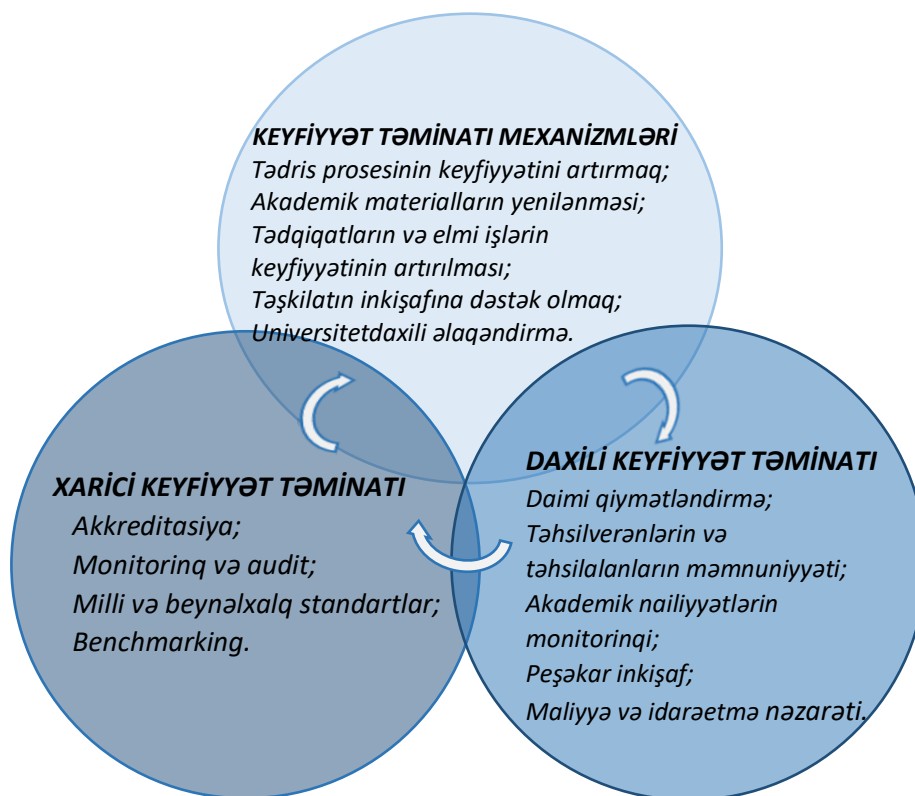 KEYFİYYƏT TƏMİNATI MEXANİZMLƏRİ
Tədris prosesinin keyfiyyətini artırmaq;
Akademik materialların yenilənməsi;
Tədqiqatların və elmi işlərin
keyfiyyətinin artırılması;
Təşkilatın inkişafına dəstək olmaq;
Universitetdaxili əlaqəndirmə.
XARİCİ KEYFİYYƏT TƏMİNATI
Akkreditasiya;
Monitorinq və audit;
Milli və beynəlxalq standartlar;
Benchmarking.
DAXİLİ KEYFİYYƏT TƏMİNATI
Daimi qiymətləndirmə;
Təhsilverənlərin və
təhsilalanların məmnuniyyəti;
Akademik nailiyyətlərin
monitorinqi;
Peşəkar inkişaf;
Maliyyə və idarəetmə nəzarəti.